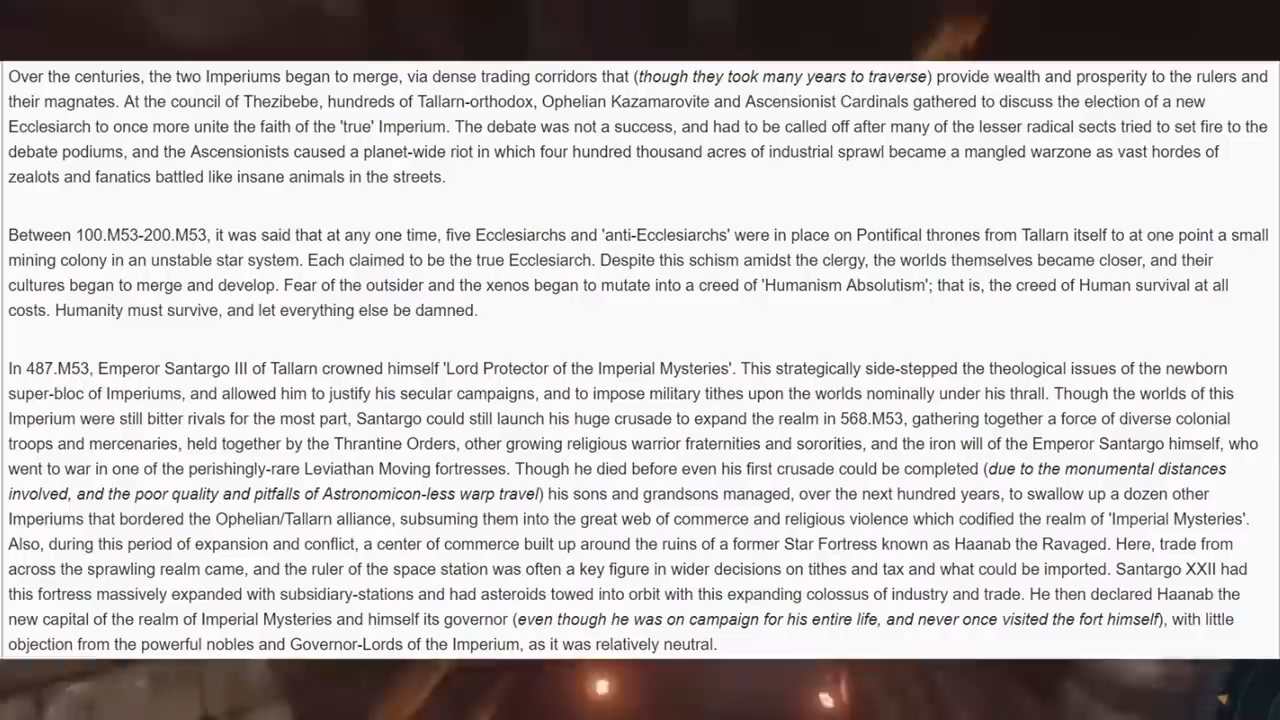 Over the centuries, the two Imperiums began to merge, via dense trading corridors that (though they took many years to traverse) provide wealth and prosperity to the rulers and
their magnates. At the council of Thezibebe, hundreds of Tallarn-orthodox, Ophelian Kazamarovite and Ascensionist Cardinals gathered to discuss the election of a new
Ecclesiarch to once more unite the faith of the 'true' Imperium. The debate was not a success, and had to be called off after many of the lesser radical sects tried to set fire to the
debate podiums, and the Ascensionists caused a planet-wide riot in which four hundred thousand acres of industrial sprawl became a mangled warzone as vast hordes of
zealots and fanatics battled like insane animals in the streets.
Between 100.M53-200.M53, it was said that at any one time, five Ecclesiarchs and 'anti-Ecclesiarchs' were in place on Pontifical thrones from Tallarn itself to at one point a small
mining colony in an unstable star system. Each claimed to be the true Ecclesiarch. Despite this schism amidst the clergy, the worlds themselves became closer, and their
cultures began to merge and develop. Fear of the outsider and the xenos began to mutate into a creed of 'Humanism Absolutism'; that is, the creed of Human survival at all
costs. Humanity must survive, and let everything else be damned.
In 487.M53, Emperor Santargo III of Tallarn crowned himself 'Lord Protector of the Imperial Mysteries'. This strategically side-stepped the theological issues of the newborn
super-bloc of Imperiums, and allowed him to justify his secular campaigns, and to impose military tithes upon the worlds nominally under his thrall. Though the worlds of this
Imperium were still bitter rivals for the most part, Santargo could still launch his huge crusade to expand the realm in 568.M53, gathering together a force of diverse colonial
troops and mercenaries, held together by the Thrantine Orders, other growing religious warrior fraternities and sororities, and the iron will of the Emperor Santargo himself, who
went to war in one of the perishingly-rare Leviathan Moving fortresses. Though he died before even his first crusade could be completed (due to the monumental distances
involved, and the poor quality and pitfalls of Astronomicon-less warp travel) his sons and grandsons managed, over the next hundred years, to swallow up a dozen other
Imperiums that bordered the Ophelian/Tallarn alliance, subsuming them into the great web of commerce and religious violence which codified the realm of 'Imperial Mysteries'.
Also, during this period of expansion and conflict, a center of commerce built up around the ruins of a former Star Fortress known as Haanab the Ravaged. Here, trade from
across the sprawling realm came, and the ruler of the space station was often a key figure in wider decisions on tithes and tax and what could be imported. Santargo XXII had
this fortress massively expanded with subsidiary-stations and had asteroids towed into orbit with this expanding colossus of industry and trade. He then declared Haanab the
new capital of the realm of Imperial Mysteries and himself its governor (even though he was on campaign for his entire life, and never once visited the fort himself), with little
objection from the powerful nobles and Governor-Lords of the Imperium, as it was relatively neutral.